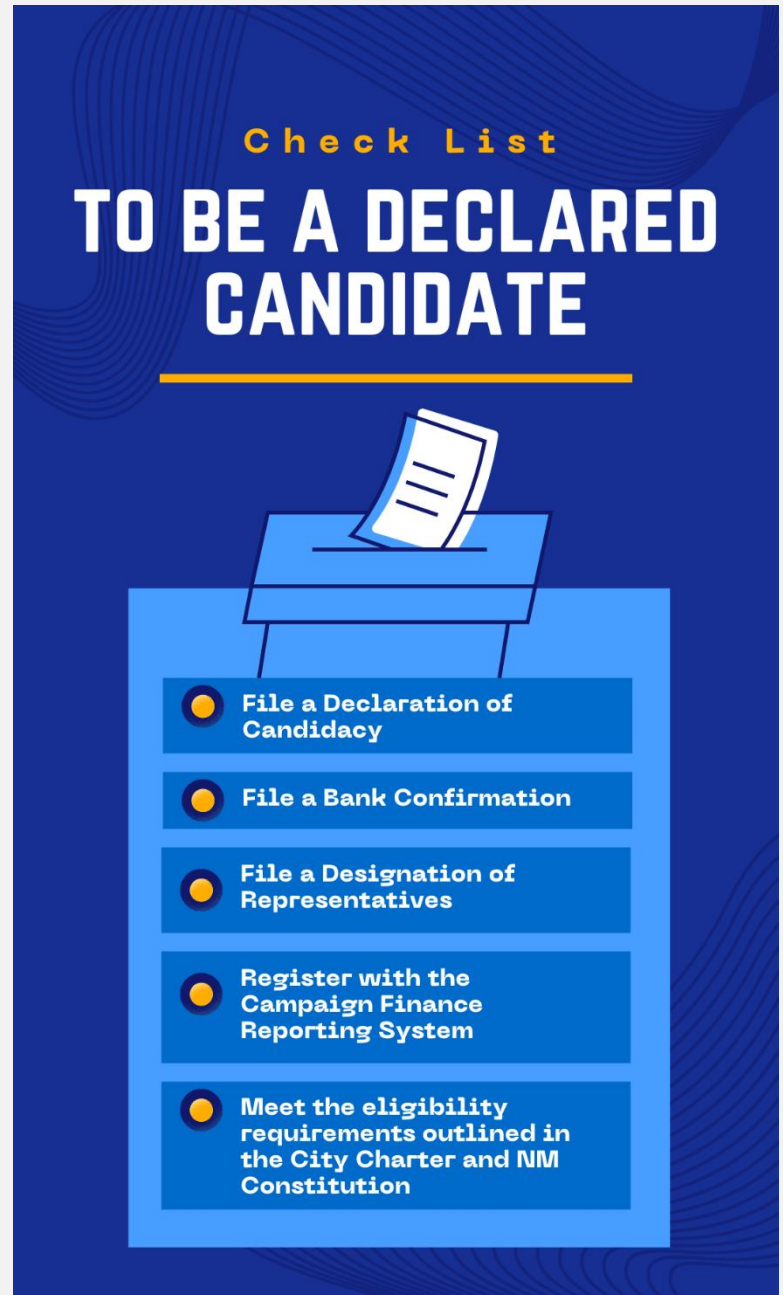 Check List
TO BE A DECLARED
CANDIDATE
File a Declaration of
Candidacy
File a Bank Confirmation
File a Designation of
Representatives
Register with the
Campaign Finance
Reporting System
Meet the eligibility
requirements outlined in
the City Charter and NM
Constitution